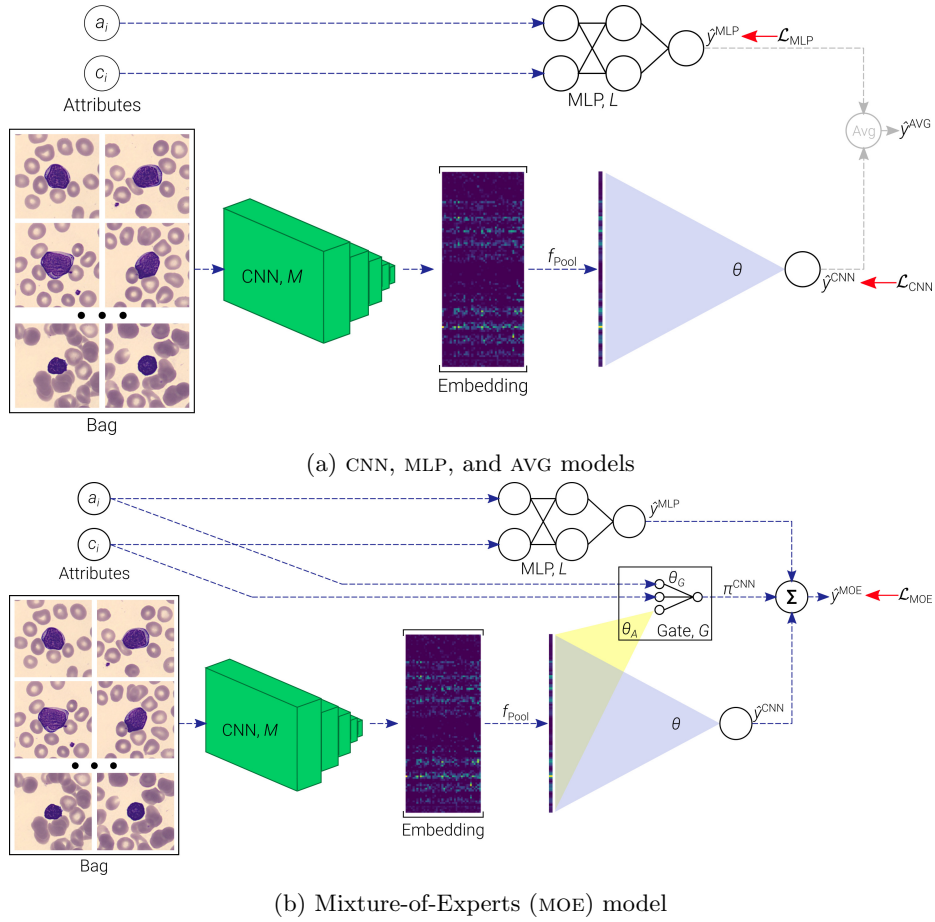 a_i
ŷ^MLP
ℒ_MLP
c_i
MLP, L
Attributes
Avg
ŷ^AVG
CNN, M
f_Pool
θ
ŷ^CNN
ℒ_CNN
Embedding
Bag
(a) CNN, MLP, and AVG models
a_i
ŷ^MLP
c_i
MLP, L
Attributes
θ_G
π^CNN
Σ
ŷ^MOE
ℒ_MOE
θ_A
Gate, G
CNN, M
f_Pool
θ
ŷ^CNN
Embedding
Bag
(b) Mixture-of-Experts (MOE) model